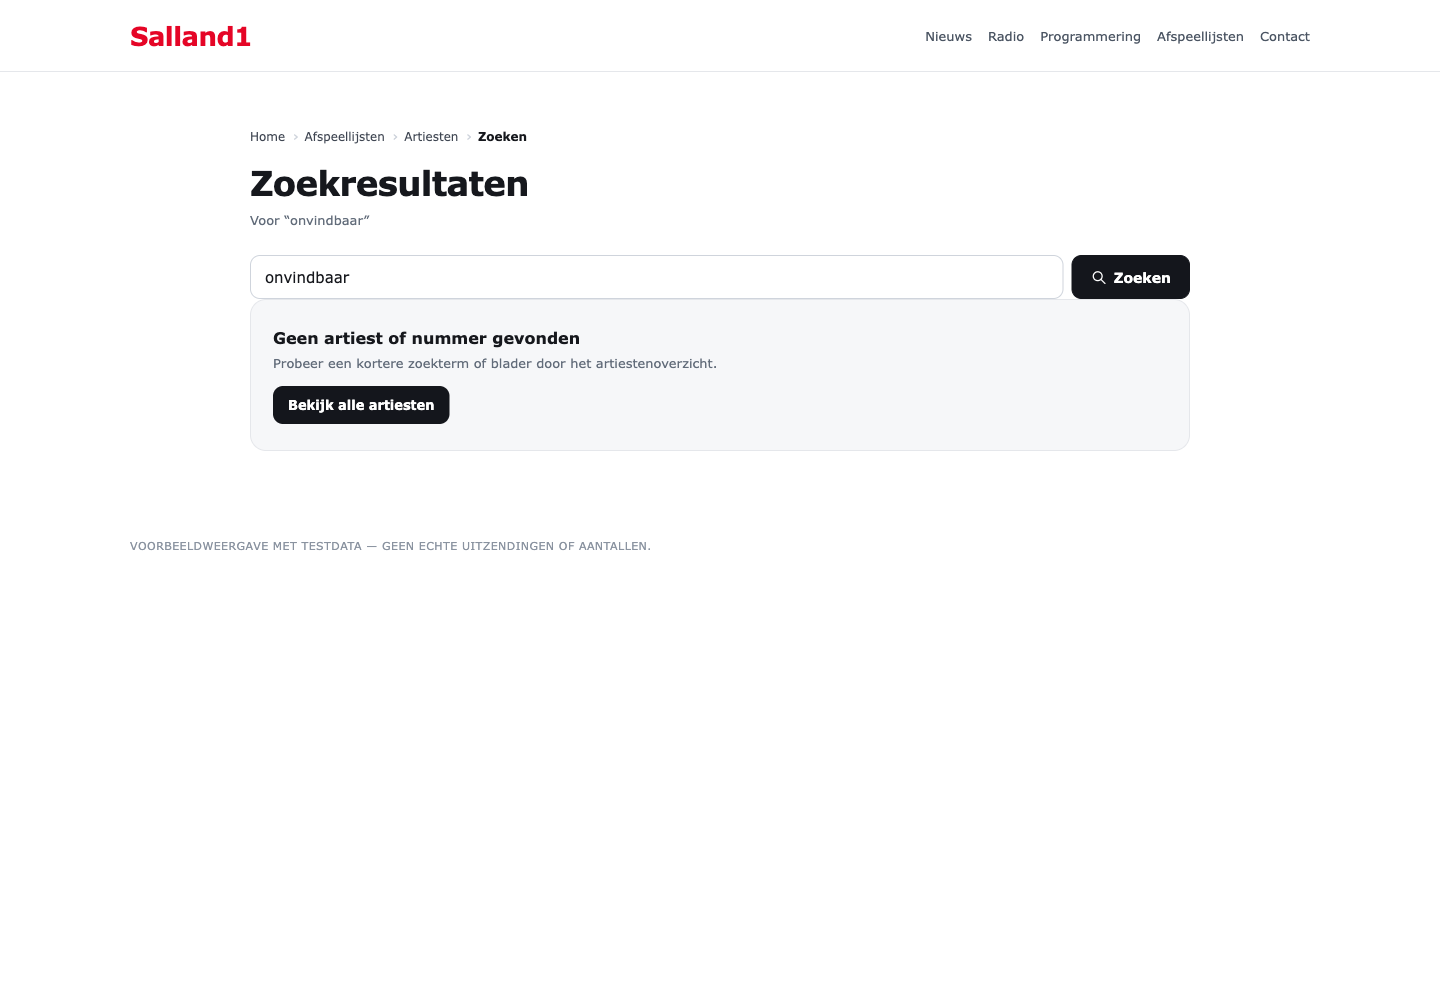 Salland1
Nieuws Radio Programmering Afspeellijsten Contact
Home › Afspeellijsten › Artiesten › Zoeken
Zoekresultaten
Voor “onvindbaar”
onvindbaar
Zoeken
Geen artiest of nummer gevonden
Probeer een kortere zoekterm of blader door het artiestenoverzicht.
Bekijk alle artiesten
VOORBEELDWEERGAVE MET TESTDATA — GEEN ECHTE UITZENDINGEN OF AANTALLEN.